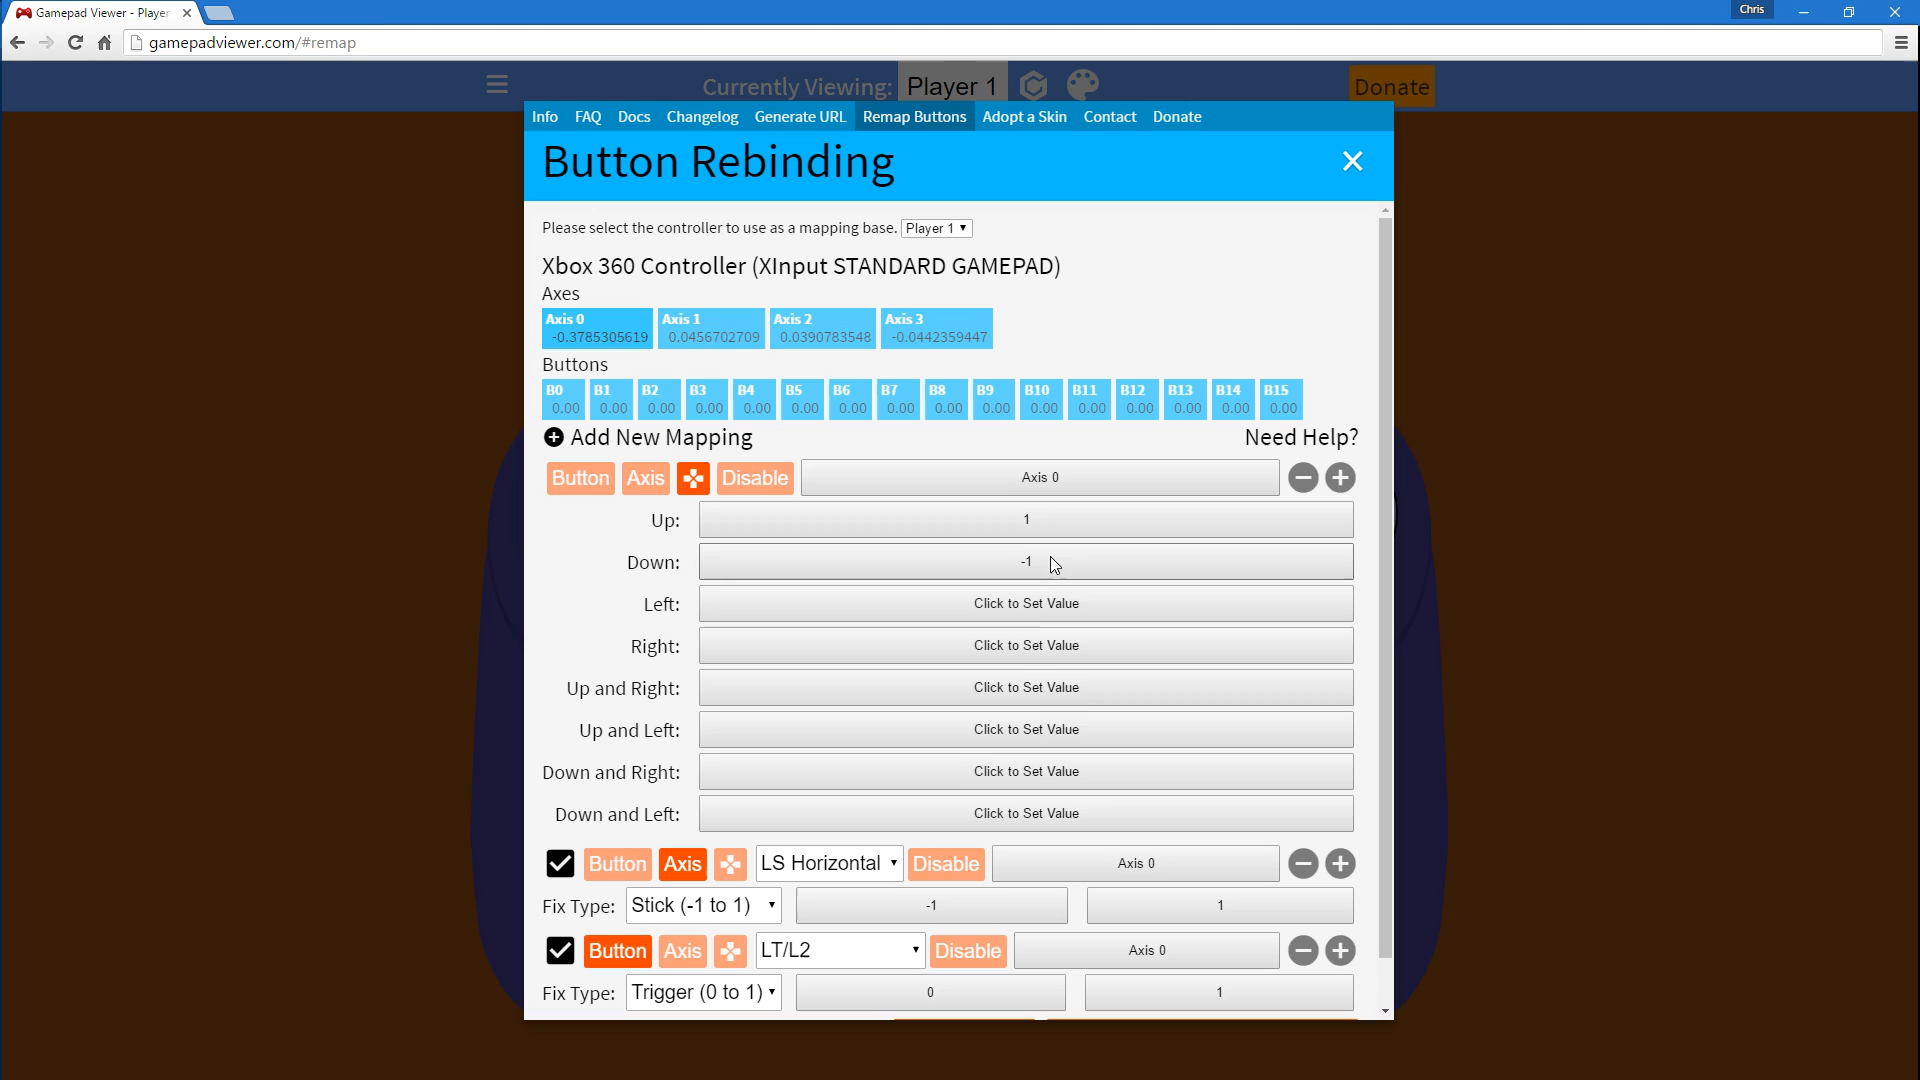 Gamepad Viewer - Player
Chris
gamepadviewer.com/#remap
Currently Viewing: Player 1
Donate
Info FAQ Docs Changelog Generate URL Remap Buttons Adopt a Skin Contact Donate
Button Rebinding
Please select the controller to use as a mapping base. Player 1
Xbox 360 Controller (XInput STANDARD GAMEPAD)
Axes
Axis 0 Axis 1 Axis 2 Axis 3
-0.3785305619 0.0456702709 0.0390783548 -0.0442359447
Buttons
B0 B1 B2 B3 B4 B5 B6 B7 B8 B9 B10 B11 B12 B13 B14 B15
0.00 0.00 0.00 0.00 0.00 0.00 0.00 0.00 0.00 0.00 0.00 0.00 0.00 0.00 0.00 0.00
Add New Mapping Need Help?
Button Axis Disable Axis 0
Up: 1
Down: -1
Left: Click to Set Value
Right: Click to Set Value
Up and Right: Click to Set Value
Up and Left: Click to Set Value
Down and Right: Click to Set Value
Down and Left: Click to Set Value
Button Axis LS Horizontal Disable Axis 0
Fix Type: Stick (-1 to 1) -1 1
Button Axis LT/L2 Disable Axis 0
Fix Type: Trigger (0 to 1) 0 1